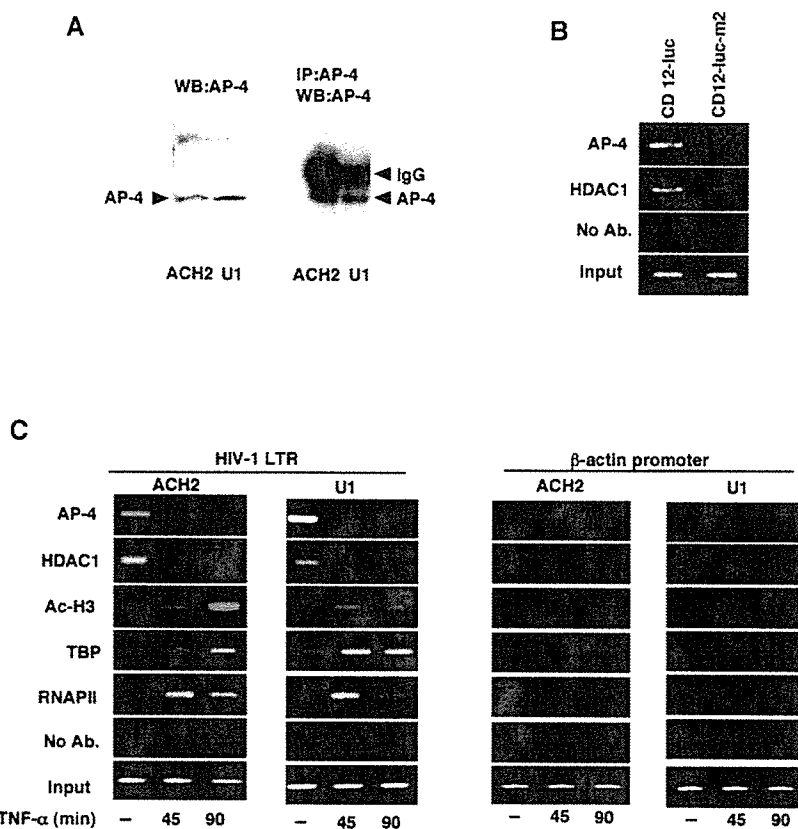 A
WB:AP-4
IP:AP-4
WB:AP-4
IgG
AP-4
AP-4
ACH2 U1
ACH2 U1
B
CD 12-luc
CD12-luc-m2
AP-4
HDAC1
No Ab.
Input
C
HIV-1 LTR
β-actin promoter
ACH2
U1
ACH2
U1
AP-4
HDAC1
Ac-H3
TBP
RNAPII
No Ab.
Input
TNF-α (min)
– 45 90
– 45 90
– 45 90
– 45 90